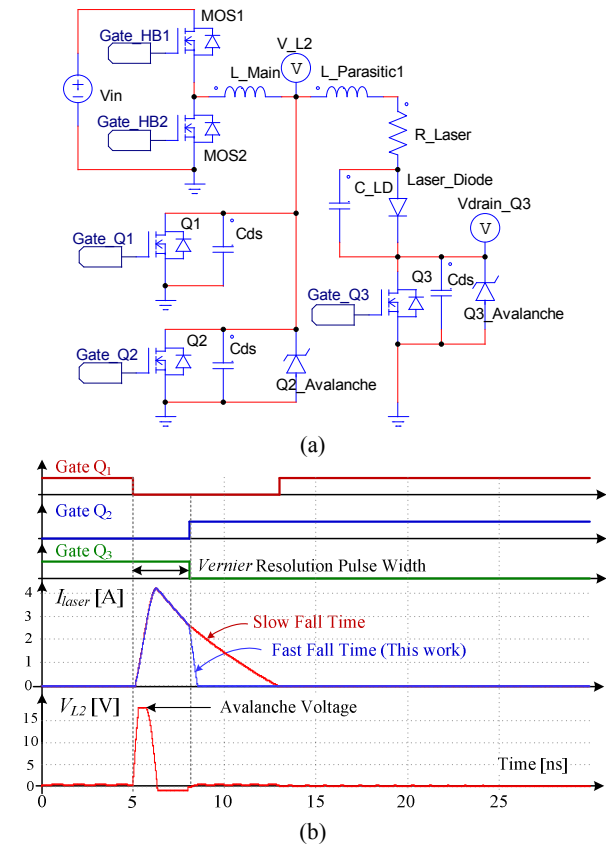 MOS1
V_L2
Gate_HB1
V
L_Main
L_Parasitic1
Vin
R_Laser
Gate_HB2
MOS2
C_LD
Laser_Diode
Vdrain_Q3
V
Q1
Gate_Q1
Cds
Q3
Cds
Gate_Q3
Q3_Avalanche
Q2
Gate_Q2
Cds
Q2_Avalanche
(a)
Gate Q1
Gate Q2
Gate Q3
Vernier Resolution Pulse Width
4
Ilaser [A]
3
Slow Fall Time
2
Fast Fall Time (This work)
1
0
VL2 [V]
Avalanche Voltage
15
10
5
Time [ns]
0
0
5
10
15
20
25
(b)